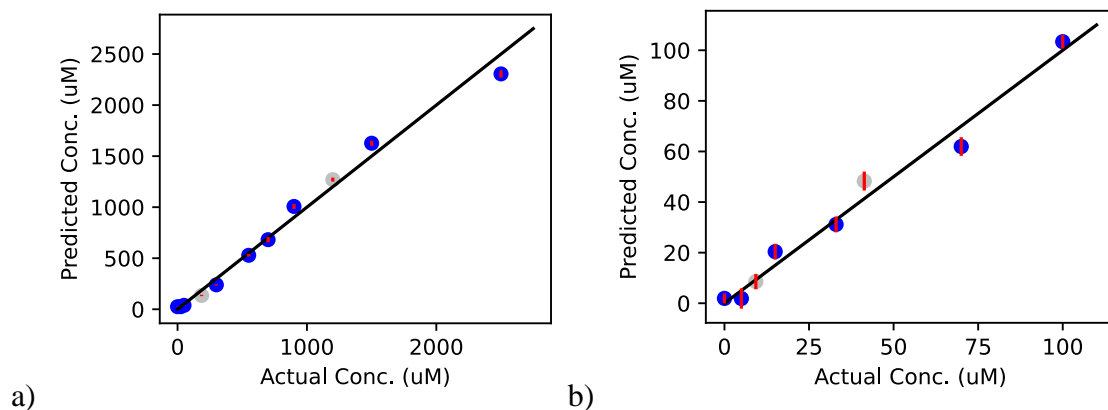 a)
Predicted Conc. (uM)
2500
2000
1500
1000
500
0
0 1000 2000
Actual Conc. (uM)
b)
Predicted Conc. (uM)
100
80
60
40
20
0
0 25 50 75 100
Actual Conc. (uM)